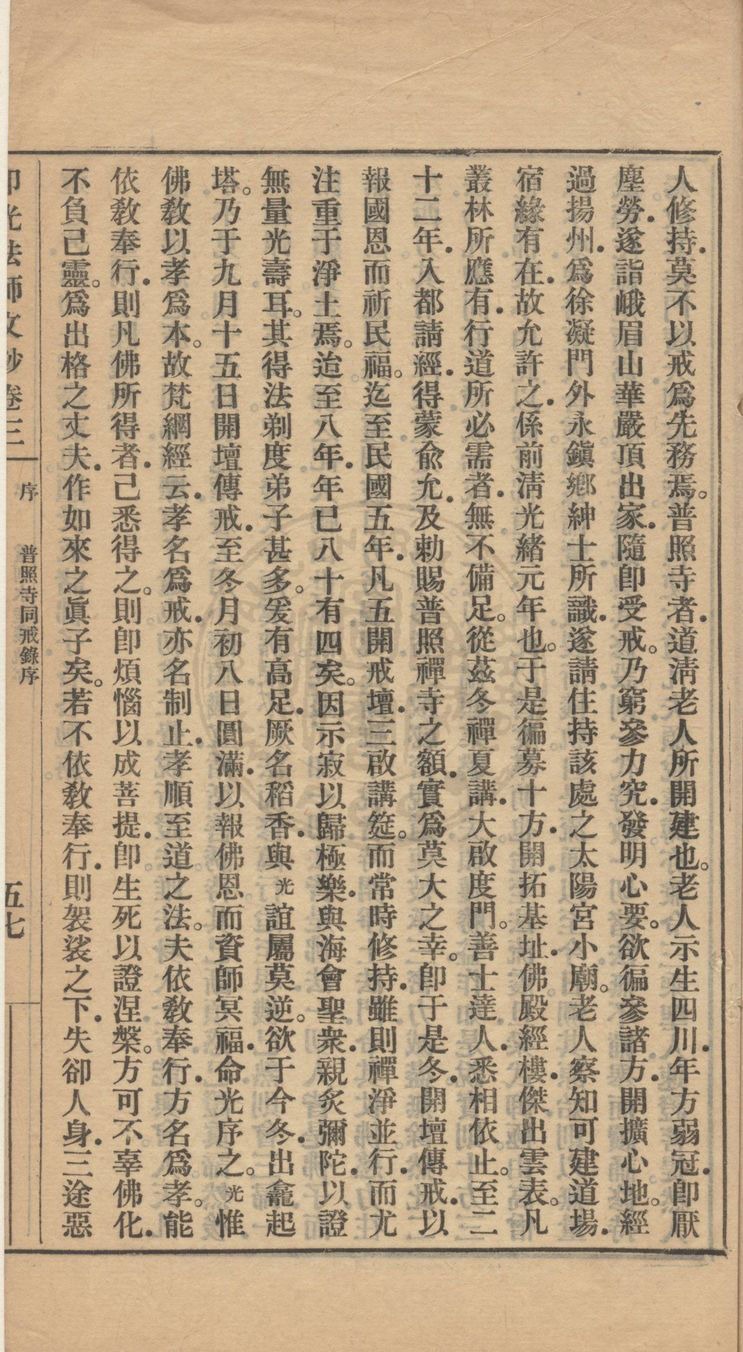 人修持。莫不以戒爲先務焉。普照寺者。道清老人所開建也。老人示生四川。年方弱冠。卽厭
塵勞。遂詣峨眉山華嚴頂出家。隨卽受戒。乃窮參力究。發明心要。欲徧參諸方。開擴心地。經
過揚州。爲徐凝門外永鎮鄉紳士所識。遂請住持該處之太陽宮小廟。老人察知可建道場。
宿緣有在。故允許之。係前淸光緒元年也。于是徧募十方。開拓基址。佛殿經樓。傑出雲表。凡
叢林所應有。行道所必需者。無不備足。從茲冬禪夏講。大啟度門。善士達人。悉相依止。至二
十二年。入都請經。得蒙俞允。及勅賜普照禪寺之額。實爲莫大之幸。卽于是冬。開壇傳戒。以
報國恩而祈民福。迄至民國五年。凡五開戒壇。三啟講筵。而常時修持。雖則禪淨並行。而尤
注重于淨土焉。迨至八年。年已八十有四矣。因示寂以歸極樂。與海會聖衆。親炙彌陀。以證
無量光壽耳。其得法剃度弟子甚多。爰有高足。厥名稻香。與光誼屬莫逆。欲于今冬。出龕起
塔。乃于九月十五日開壇傳戒。至冬月初八日圓滿。以報佛恩而資師冥福。命光序之。光惟
佛敎以孝爲本。故梵網經云。孝名爲戒。亦名制止。孝順至道之法。夫依敎奉行。方名爲孝。能
依敎奉行。則凡佛所得者。己悉得之。則卽煩惱以成菩提。卽生死以證涅槃。方可不辜佛化。
不負己靈。爲出格之丈夫。作如來之眞子矣。若不依敎奉行。則袈裟之下。失卻人身。三途惡
印光法師文鈔卷三　序　普照寺同戒錄序　五七